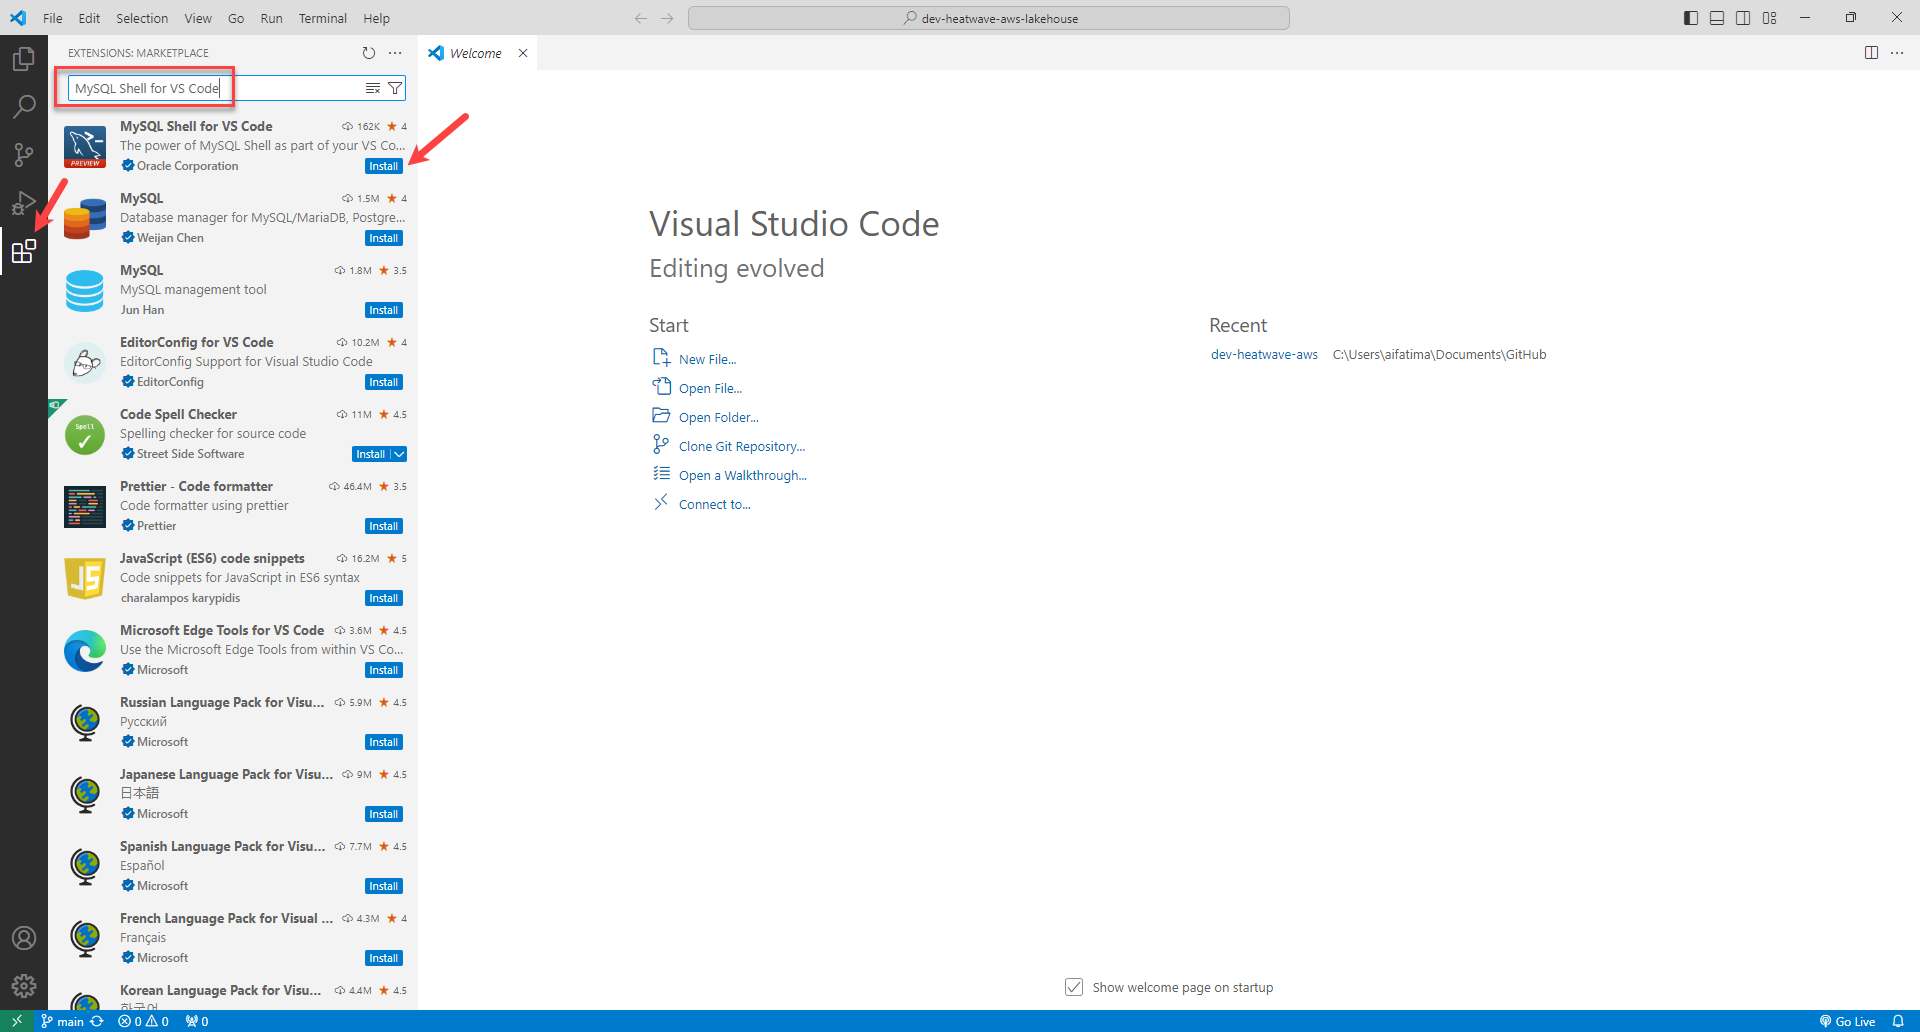 File Edit Selection View Go Run Terminal Help
dev-heatwave-aws-lakehouse
EXTENSIONS: MARKETPLACE
MySQL Shell for VS Code
MySQL Shell for VS Code 162K ★ 4
The power of MySQL Shell as part of your VS Co...
PREVIEW
Oracle Corporation Install
MySQL 1.5M ★ 4
Database manager for MySQL/MariaDB, Postgre...
Weijan Chen Install
MySQL 1.8M ★ 3.5
MySQL management tool
Jun Han Install
EditorConfig for VS Code 10.2M ★ 4
EditorConfig Support for Visual Studio Code
EditorConfig Install
Code Spell Checker 11M ★ 4.5
Spell
Spelling checker for source code
Street Side Software Install
Prettier - Code formatter 46.4M ★ 3.5
Code formatter using prettier
Prettier Install
JavaScript (ES6) code snippets 16.2M ★ 5
JS
Code snippets for JavaScript in ES6 syntax
charalampos karypidis Install
Microsoft Edge Tools for VS Code 3.6M ★ 4.5
Use the Microsoft Edge Tools from within VS Co...
Microsoft Install
Russian Language Pack for Visu... 5.9M ★ 4.5
Русский
Microsoft Install
Japanese Language Pack for Visu... 9M ★ 4.5
日本語
Microsoft Install
Spanish Language Pack for Visu... 7.7M ★ 4.5
Español
Microsoft Install
French Language Pack for Visual ... 4.3M ★ 4
Français
Microsoft Install
Korean Language Pack for Visu... 4.4M ★ 4.5
한국어
Welcome
Visual Studio Code
Editing evolved
Start
New File...
Open File...
Open Folder...
Clone Git Repository...
Open a Walkthrough...
Connect to...
Recent
dev-heatwave-aws C:\Users\aifatima\Documents\GitHub
Show welcome page on startup
main 0 0 0
Go Live